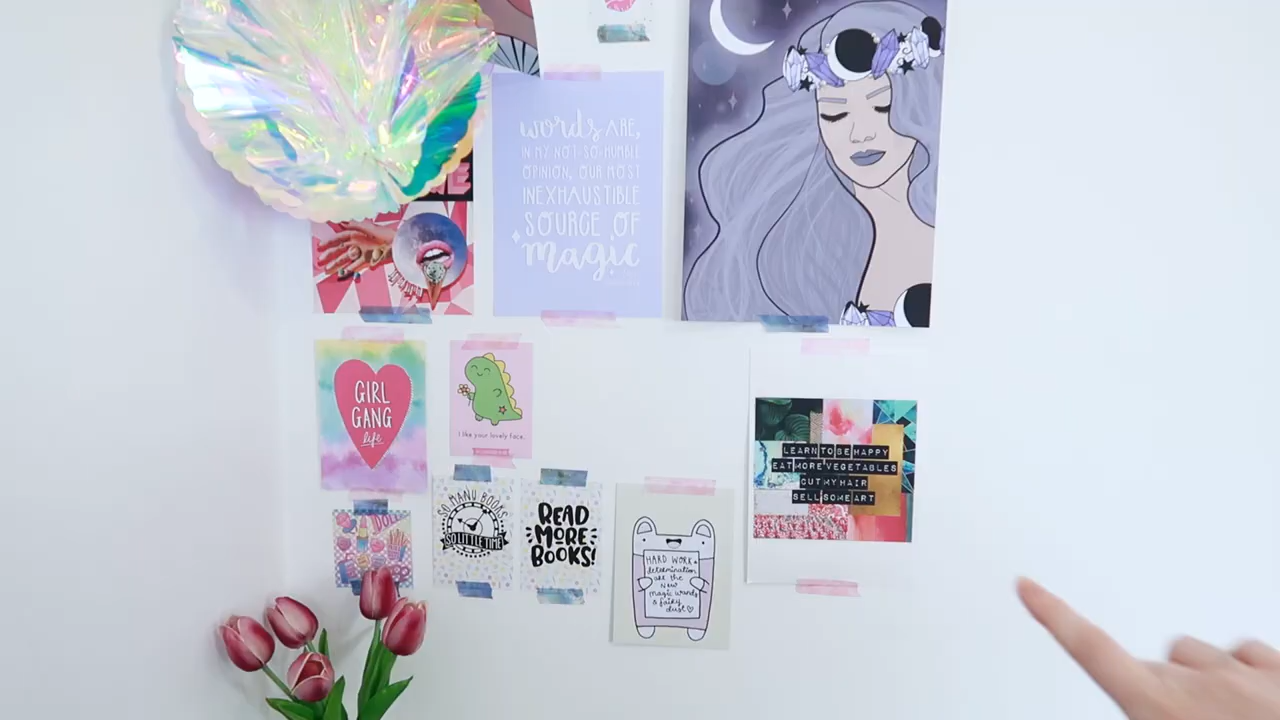 words ARE,
IN MY NOT-SO-HUMBLE
OPINION, OUR MOST
INEXHAUSTIBLE
SOURCE OF
magic
GIRL
GANG
life
I like your lovely face.
SO MANY BOOKS
SO LITTLE TIME
READ
MORE
BOOKS!
HARD WORK &
determination
are the
New
magic words
& fairy
dust
LEARN TO BE HAPPY
EAT MORE VEGETABLES
CUT MY HAIR
SELL SOME ART